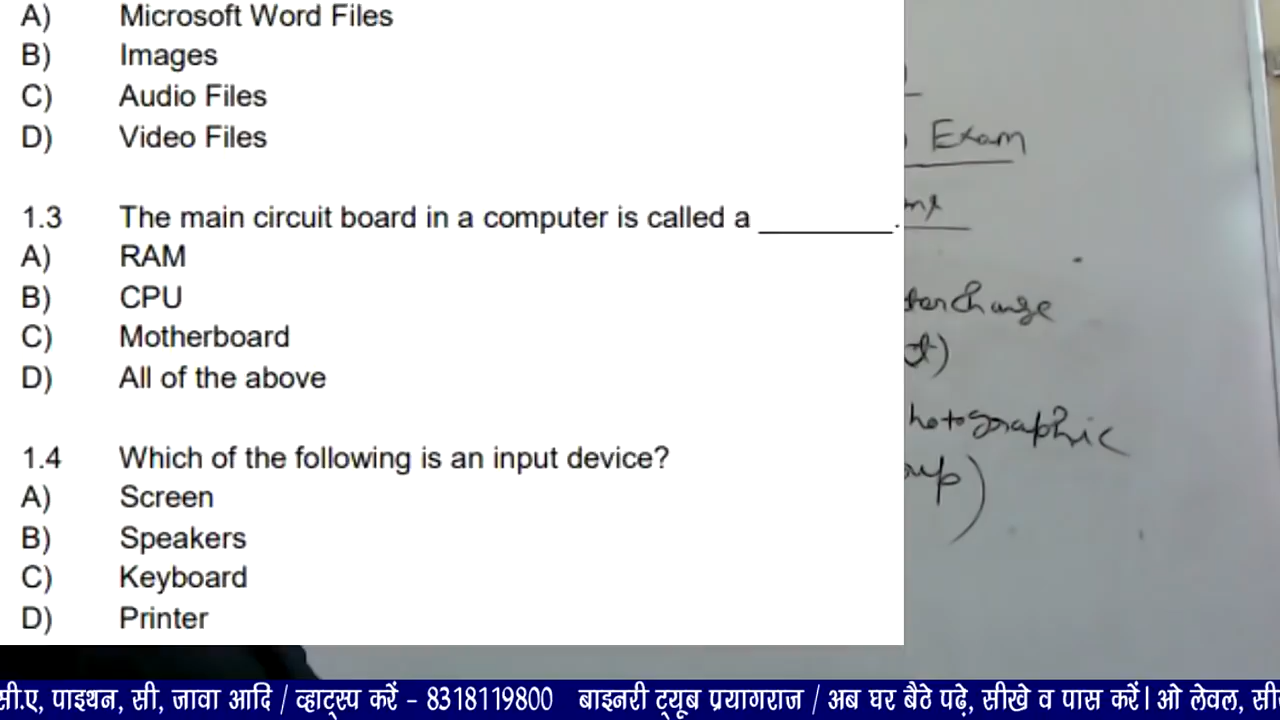 A) Microsoft Word Files
B) Images
C) Audio Files
D) Video Files
1.3 The main circuit board in a computer is called a ________.
A) RAM
B) CPU
C) Motherboard
D) All of the above
1.4 Which of the following is an input device?
A) Screen
B) Speakers
C) Keyboard
D) Printer
Exam
सी.ए, पाइथन, सी, जावा आदि / व्हाट्स्प करें - 8318119800 बाइनरी ट्यूब प्रयागराज / अब घर बैठे पढ़े, सीखे व पास करें। ओ लेवल, सी